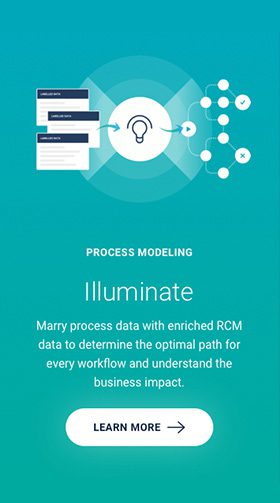 LABELLED DATA
LABELLED DATA
LABELLED DATA
PROCESS MODELING
Illuminate
Marry process data with enriched RCM
data to determine the optimal path for
every workflow and understand the
business impact.
LEARN MORE